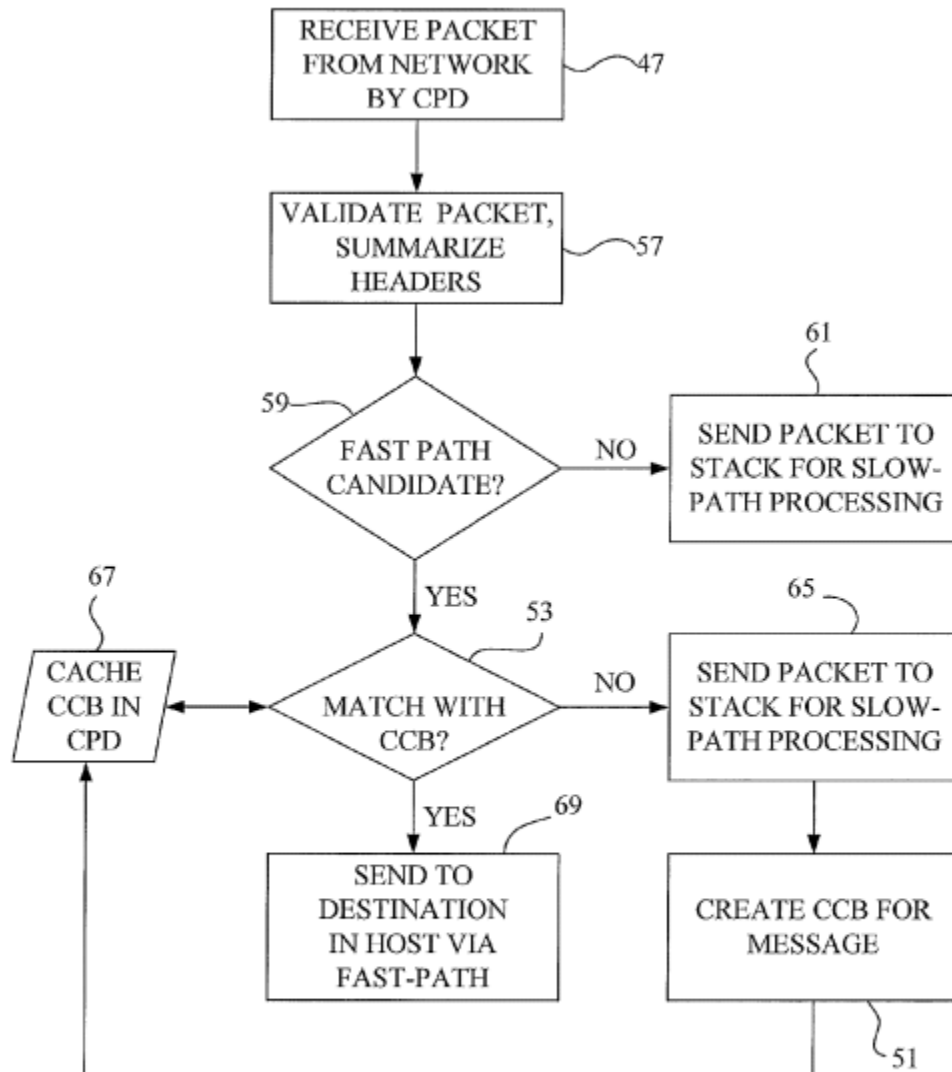 RECEIVE PACKET
FROM NETWORK
BY CPD
47
VALIDATE PACKET,
SUMMARIZE
HEADERS
57
59
FAST PATH
CANDIDATE?
NO
61
SEND PACKET TO
STACK FOR SLOW-
PATH PROCESSING
YES
67
CACHE
CCB IN
CPD
53
MATCH WITH
CCB?
NO
65
SEND PACKET TO
STACK FOR SLOW-
PATH PROCESSING
YES
69
SEND TO
DESTINATION
IN HOST VIA
FAST-PATH
CREATE CCB FOR
MESSAGE
51